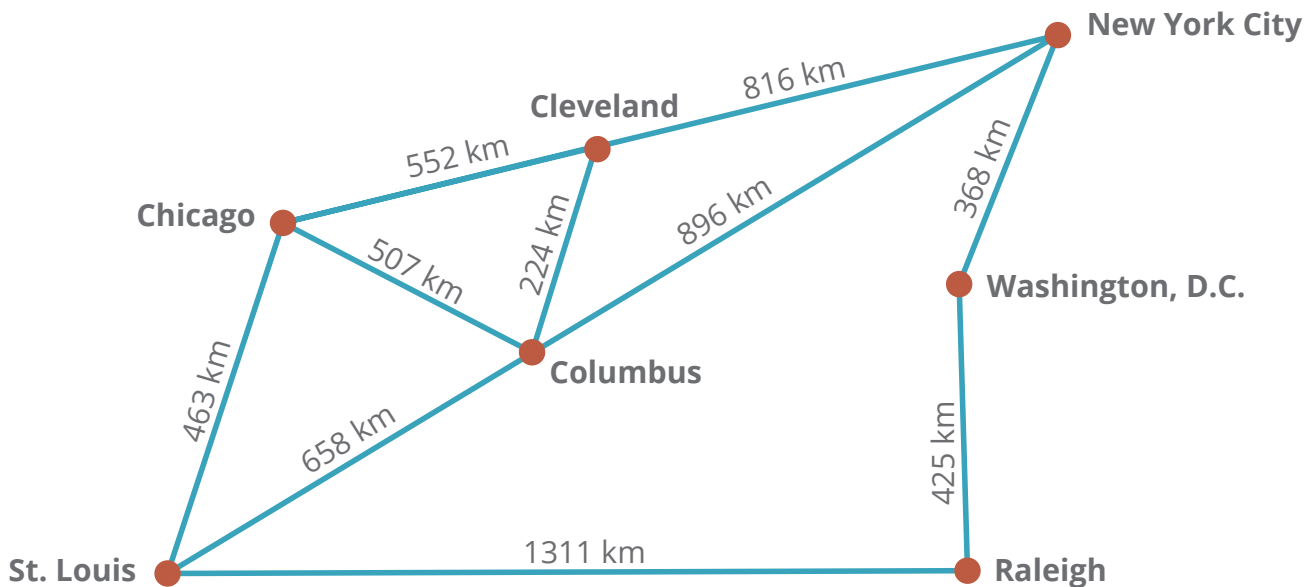 New York City
816 km
Cleveland
552 km
368 km
896 km
Chicago
224 km
507 km
Washington, D.C.
Columbus
463 km
658 km
425 km
1311 km
St. Louis
Raleigh